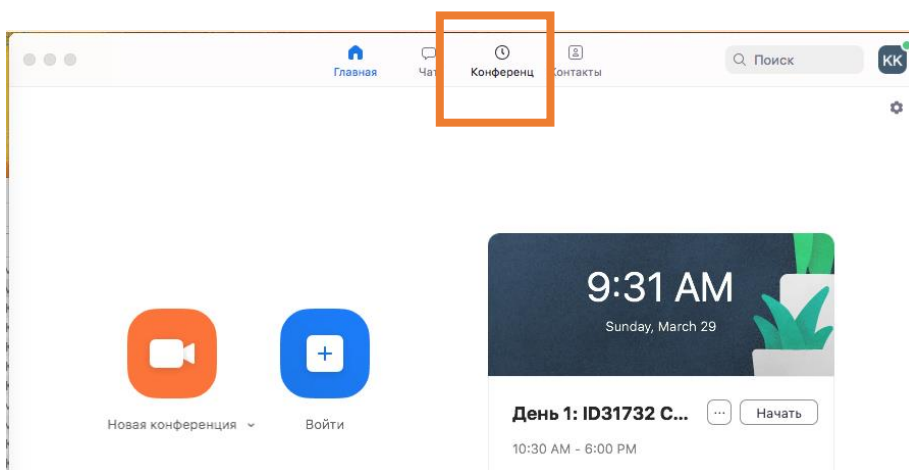 Главная Чат Конференц Контакты Поиск КК
9:31 AM
Sunday, March 29
Новая конференция Войти
День 1: ID31732 C... Начать
10:30 AM - 6:00 PM